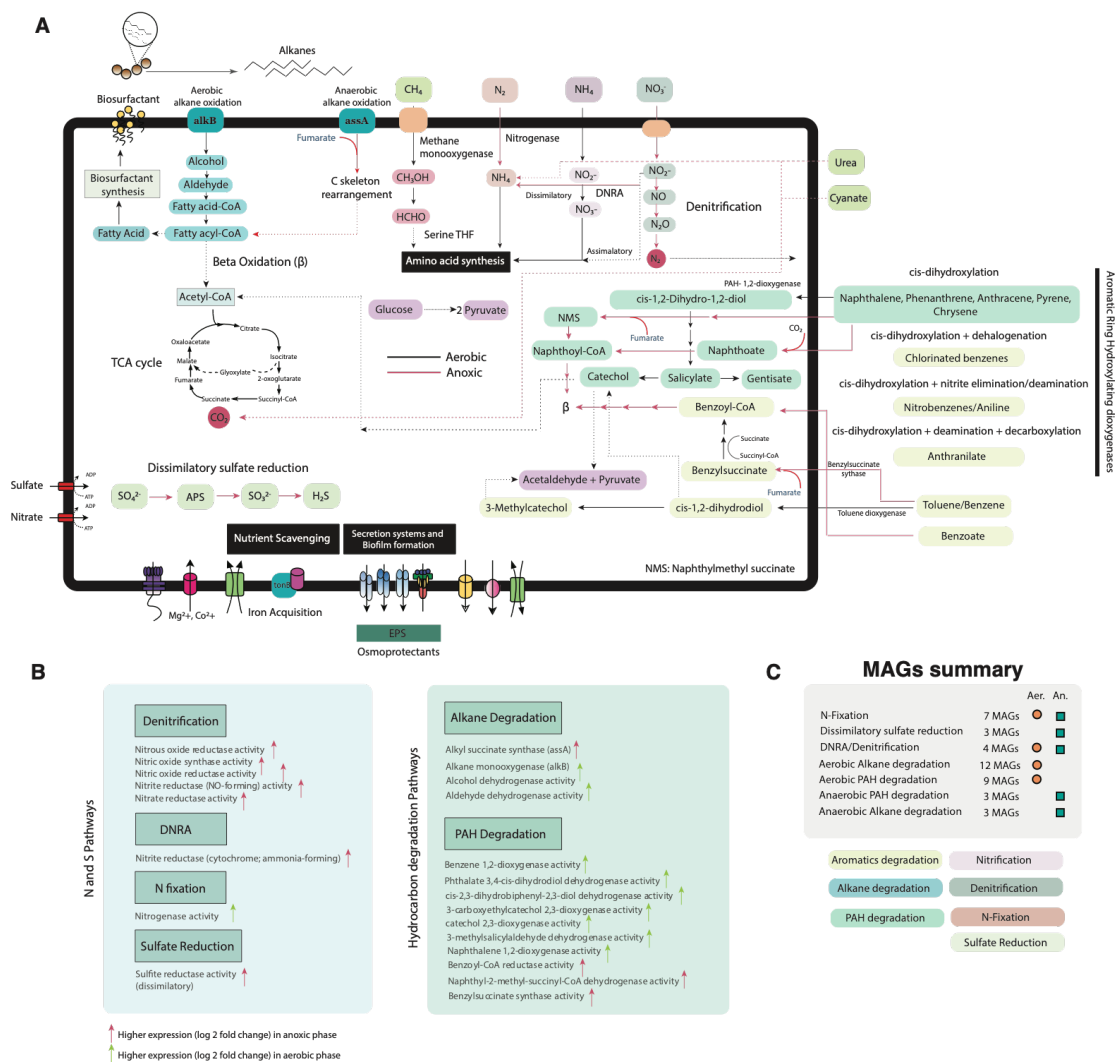 A
Alkanes
Biosurfactant
Aerobic
alkane oxidation
Anaerobic
alkane oxidation
CH₄
N₂
NH₄
NO₃⁻
alkB
assA
Fumarate
Methane
monooxygenase
Nitrogenase
Urea
Cyanate
Alcohol
Aldehyde
Fatty acid-CoA
Fatty acyl-CoA
Fatty Acid
Biosurfactant
synthesis
C skeleton
rearrangement
CH₃OH
HCHO
Serine THF
NH₄
NO₂⁻
Dissimilatory
DNRA
NO₃⁻
NO₂⁻
NO
N₂O
N₂
Denitrification
Assimalatory
Amino acid synthesis
Beta Oxidation (β)
Acetyl-CoA
Citrate
Oxaloacetate
Isocitrate
Malate
Glyoxylate
2-oxoglutarate
Fumarate
Succinate
Succinyl-CoA
TCA cycle
CO₂
Glucose
2 Pyruvate
Aerobic
Anoxic
PAH- 1,2-dioxygenase
cis-1,2-Dihydro-1,2-diol
NMS
Fumarate
CO₂
Naphthoyl-CoA
Naphthoate
Catechol
Salicylate
Gentisate
β
Benzoyl-CoA
Succinate
Succinyl-CoA
Benzylsuccinate
Fumarate
Acetaldehyde + Pyruvate
3-Methylcatechol
cis-1,2-dihydrodiol
Benzylsuccinate
sythase
Toluene dioxygenase
Toluene/Benzene
Benzoate
cis-dihydroxylation
Naphthalene, Phenanthrene, Anthracene, Pyrene,
Chrysene
cis-dihydroxylation + dehalogenation
Chlorinated benzenes
cis-dihydroxylation + nitrite elimination/deamination
Nitrobenzenes/Aniline
cis-dihydroxylation + deamination + decarboxylation
Anthranilate
Aromatic Ring Hydroxylating dioxygenases
Sulfate
ADP
ATP
Nitrate
ADP
ATP
Dissimilatory sulfate reduction
SO₄²⁻
APS
SO₃²⁻
H₂S
Nutrient Scavenging
Secretion systems and
Biofilm formation
NMS: Naphthylmethyl succinate
tonB
Mg²⁺, Co²⁺
Iron Acquisition
EPS
Osmoprotectants
B
N and S Pathways
Denitrification
Nitrous oxide reductase activity
Nitric oxide synthase activity
Nitric oxide reductase activity
Nitrite reductase (NO-forming) activity
Nitrate reductase activity
DNRA
Nitrite reductase (cytochrome; ammonia-forming)
N fixation
Nitrogenase activity
Sulfate Reduction
Sulfite reductase activity
(dissimilatory)
Hydrocarbon degradation Pathways
Alkane Degradation
Alkyl succinate synthase (assA)
Alkane monooxygenase (alkB)
Alcohol dehydrogenase activity
Aldehyde dehydrogenase activity
PAH Degradation
Benzene 1,2-dioxygenase activity
Phthalate 3,4-cis-dihydrodiol dehydrogenase activity
cis-2,3-dihydrobiphenyl-2,3-diol dehydrogenase activity
3-carboxyethylcatechol 2,3-dioxygenase activity
catechol 2,3-dioxygenase activity
3-methylsalicylaldehyde dehydrogenase activity
Naphthalene 1,2-dioxygenase activity
Benzoyl-CoA reductase activity
Naphthyl-2-methyl-succinyl-CoA dehydrogenase activity
Benzylsuccinate synthase activity
Higher expression (log 2 fold change) in anoxic phase
Higher expression (log 2 fold change) in aerobic phase
C
MAGs summary
Aer. An.
N-Fixation 7 MAGs
Dissimilatory sulfate reduction 3 MAGs
DNRA/Denitrification 4 MAGs
Aerobic Alkane degradation 12 MAGs
Aerobic PAH degradation 9 MAGs
Anaerobic PAH degradation 3 MAGs
Anaerobic Alkane degradation 3 MAGs
Aromatics degradation
Nitrification
Alkane degradation
Denitrification
PAH degradation
N-Fixation
Sulfate Reduction